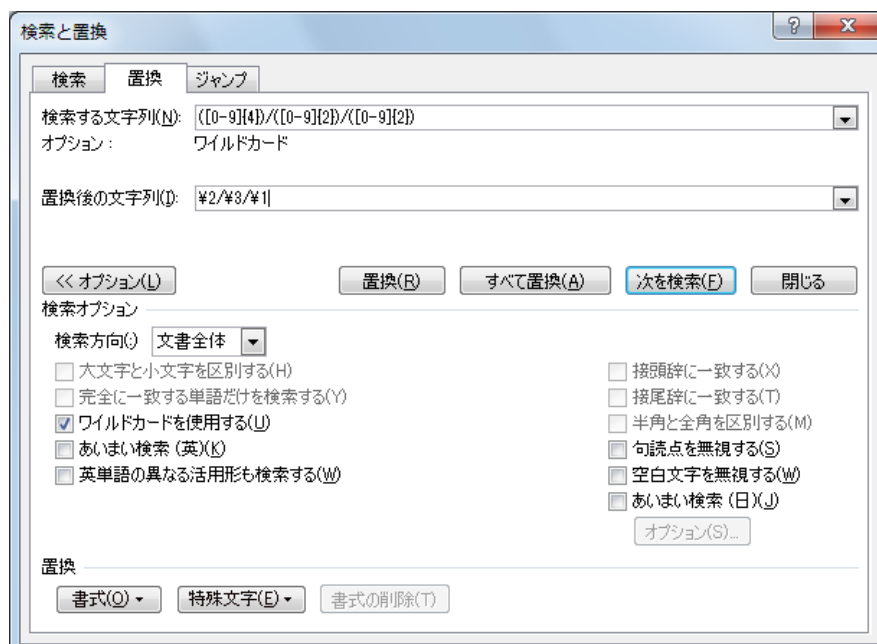 検索と置換
検索 置換 ジャンプ
検索する文字列(N): ([0-9]{4})/([0-9]{2})/([0-9]{2})
オプション： ワイルドカード
置換後の文字列(I): ¥2/¥3/¥1
<< オプション(L) 置換(R) すべて置換(A) 次を検索(F) 閉じる
検索オプション
検索方向(:) 文書全体
大文字と小文字を区別する(H) 接頭辞に一致する(X)
完全に一致する単語だけを検索する(Y) 接尾辞に一致する(T)
ワイルドカードを使用する(U) 半角と全角を区別する(M)
あいまい検索 (英)(K) 句読点を無視する(S)
英単語の異なる活用形も検索する(W) 空白文字を無視する(W)
あいまい検索 (日)(J)
オプション(S)...
置換
書式(O) 特殊文字(E) 書式の削除(T)